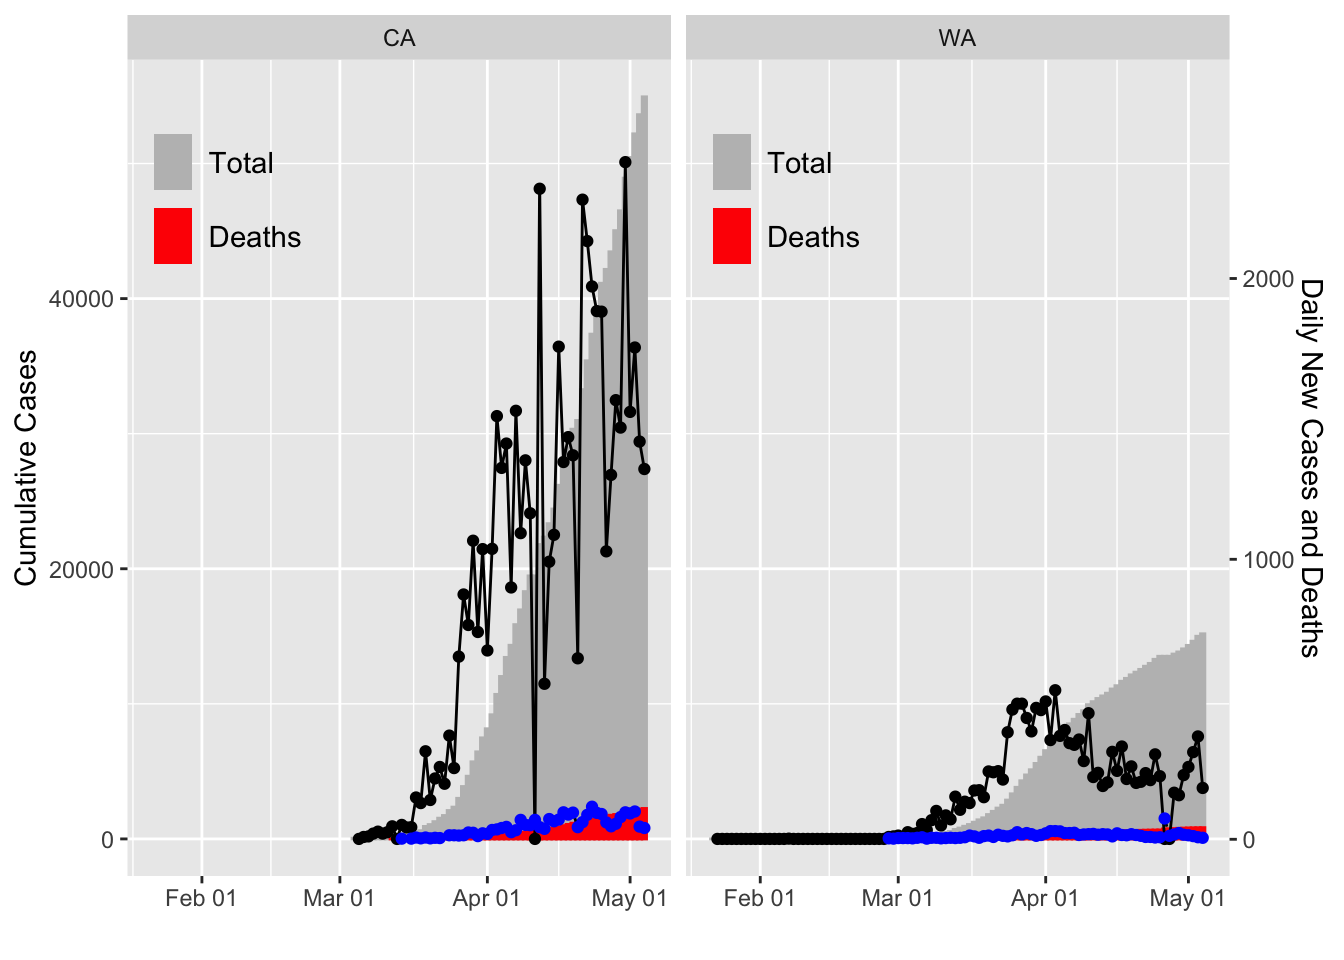 CA
WA
Total
Deaths
Total
Deaths
Cumulative Cases
40000
20000
0
2000
1000
0
Daily New Cases and Deaths
Feb 01
Mar 01
Apr 01
May 01
Feb 01
Mar 01
Apr 01
May 01